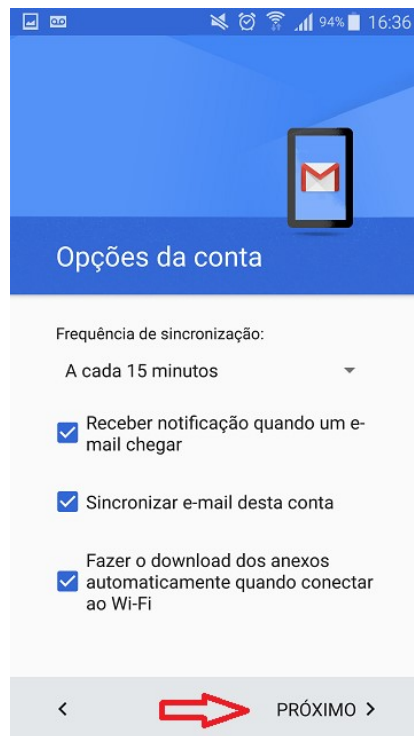 94% 16:36
Opções da conta
Frequência de sincronização:
A cada 15 minutos
Receber notificação quando um e-
mail chegar
Sincronizar e-mail desta conta
Fazer o download dos anexos
automaticamente quando conectar
ao Wi-Fi
PRÓXIMO